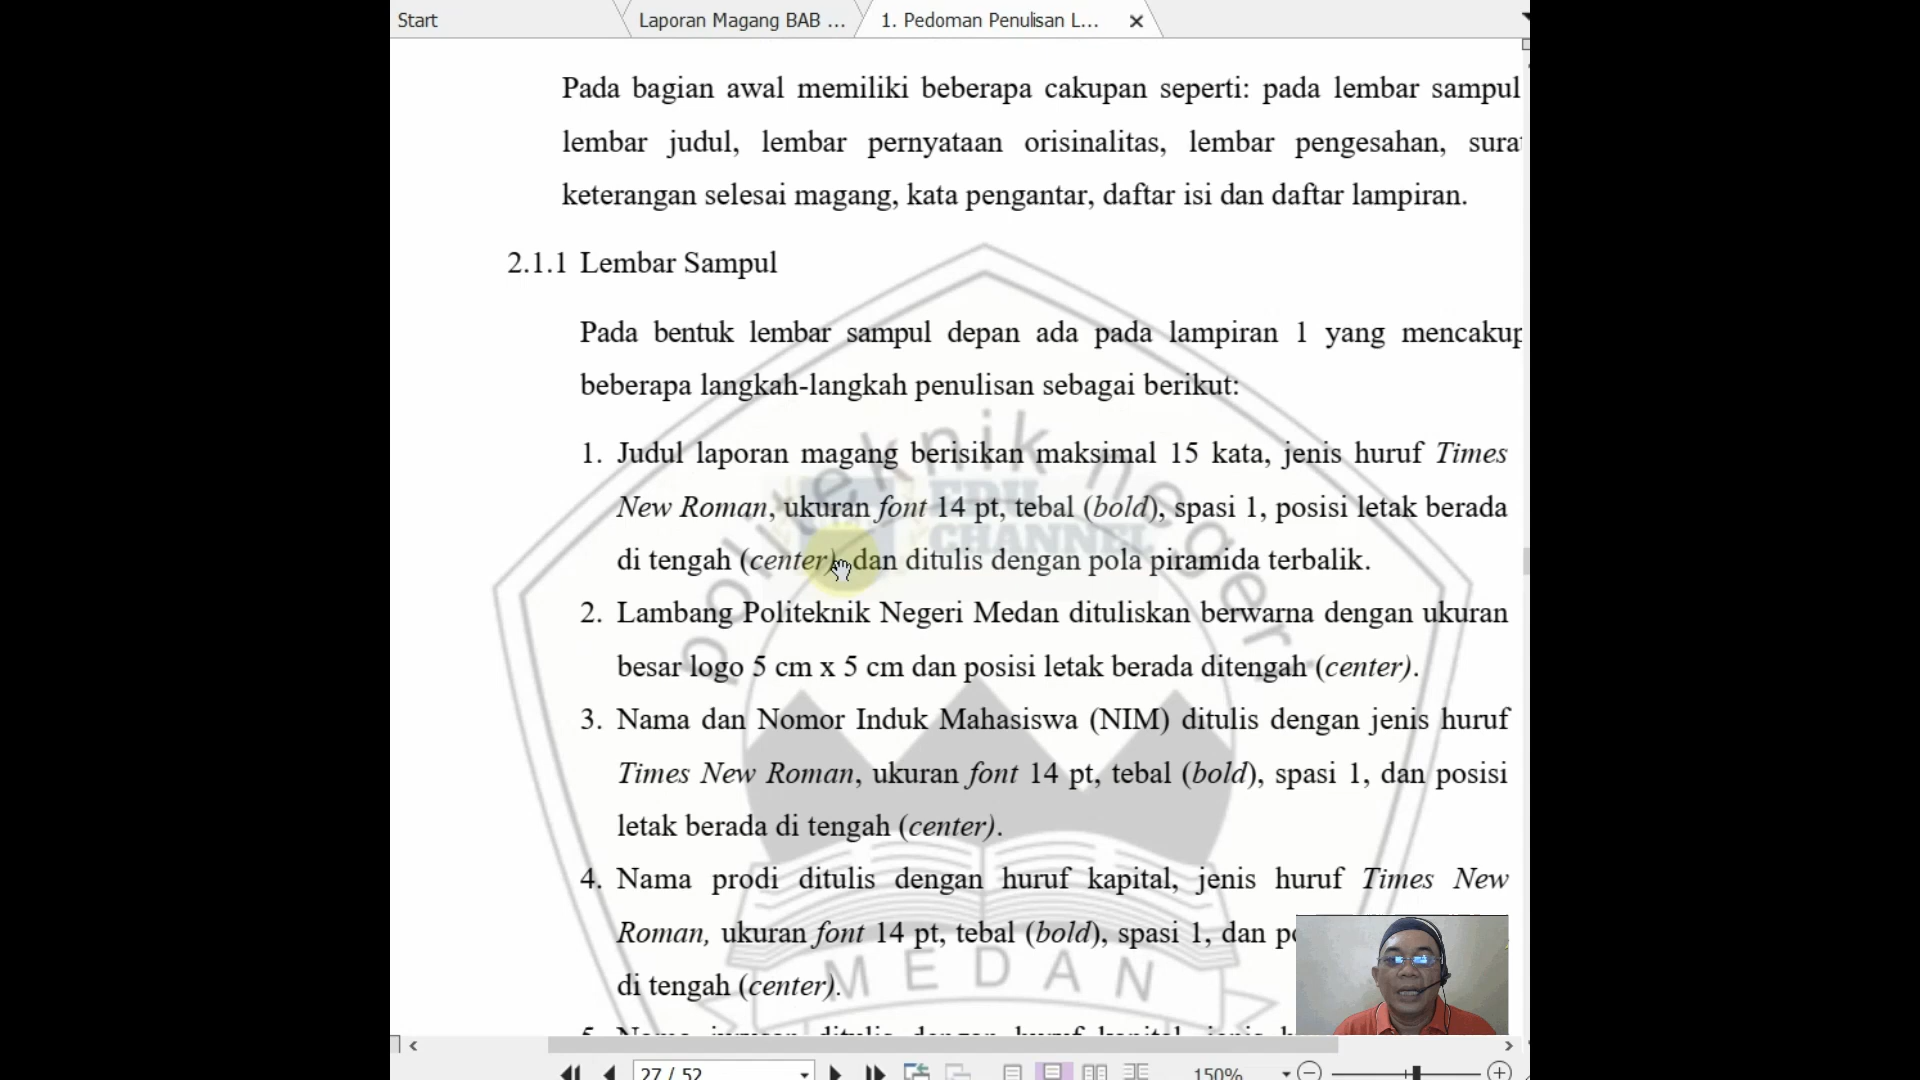 Start
Laporan Magang BAB ...
1. Pedoman Penulisan L...
Pada bagian awal memiliki beberapa cakupan seperti: pada lembar sampul
lembar judul, lembar pernyataan orisinalitas, lembar pengesahan, surat
keterangan selesai magang, kata pengantar, daftar isi dan daftar lampiran.
2.1.1 Lembar Sampul
Pada bentuk lembar sampul depan ada pada lampiran 1 yang mencakup
beberapa langkah-langkah penulisan sebagai berikut:
1. Judul laporan magang berisikan maksimal 15 kata, jenis huruf Times
New Roman, ukuran font 14 pt, tebal (bold), spasi 1, posisi letak berada
di tengah (center), dan ditulis dengan pola piramida terbalik.
2. Lambang Politeknik Negeri Medan dituliskan berwarna dengan ukuran
besar logo 5 cm x 5 cm dan posisi letak berada ditengah (center).
3. Nama dan Nomor Induk Mahasiswa (NIM) ditulis dengan jenis huruf
Times New Roman, ukuran font 14 pt, tebal (bold), spasi 1, dan posisi
letak berada di tengah (center).
4. Nama prodi ditulis dengan huruf kapital, jenis huruf Times New
Roman, ukuran font 14 pt, tebal (bold), spasi 1, dan
di tengah (center).
politeknik negeri
MEDAN
EDU
CHANNEL
27 / 52
150%